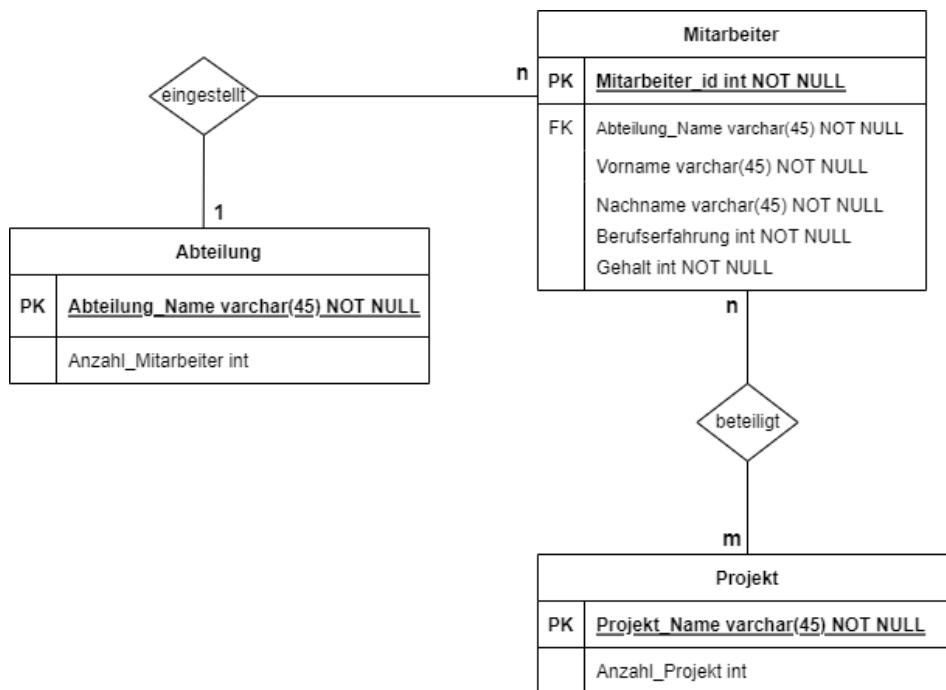 Mitarbeiter
n
PK Mitarbeiter_id int NOT NULL
eingestellt
FK Abteilung_Name varchar(45) NOT NULL
Vorname varchar(45) NOT NULL
Nachname varchar(45) NOT NULL
Berufserfahrung int NOT NULL
Gehalt int NOT NULL
1
Abteilung
PK Abteilung_Name varchar(45) NOT NULL
Anzahl_Mitarbeiter int
n
beteiligt
m
Projekt
PK Projekt_Name varchar(45) NOT NULL
Anzahl_Projekt int